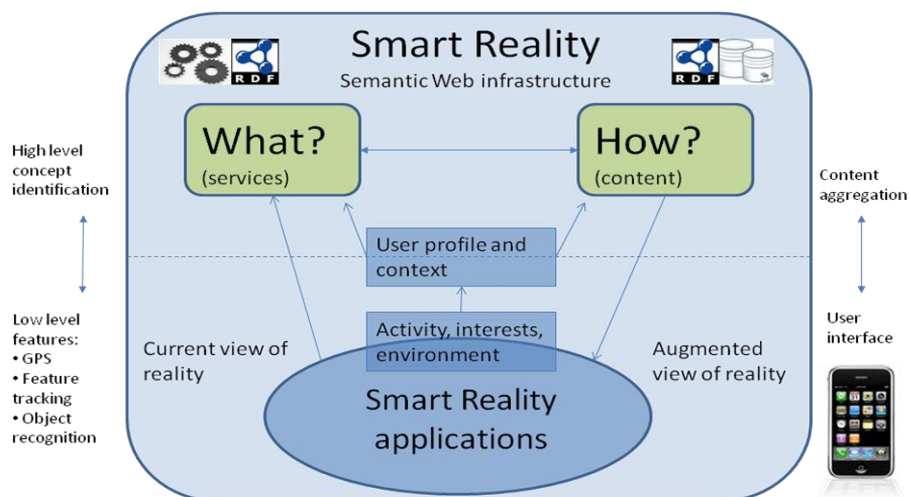 Smart Reality
Semantic Web infrastructure
RDF
RDF
What?
(services)
How?
(content)
High level
concept
identification
Content
aggregation
User profile and
context
Low level
features:
• GPS
• Feature
tracking
• Object
recognition
Current view of
reality
Activity, interests,
environment
Augmented
view of reality
User
interface
Smart Reality
applications